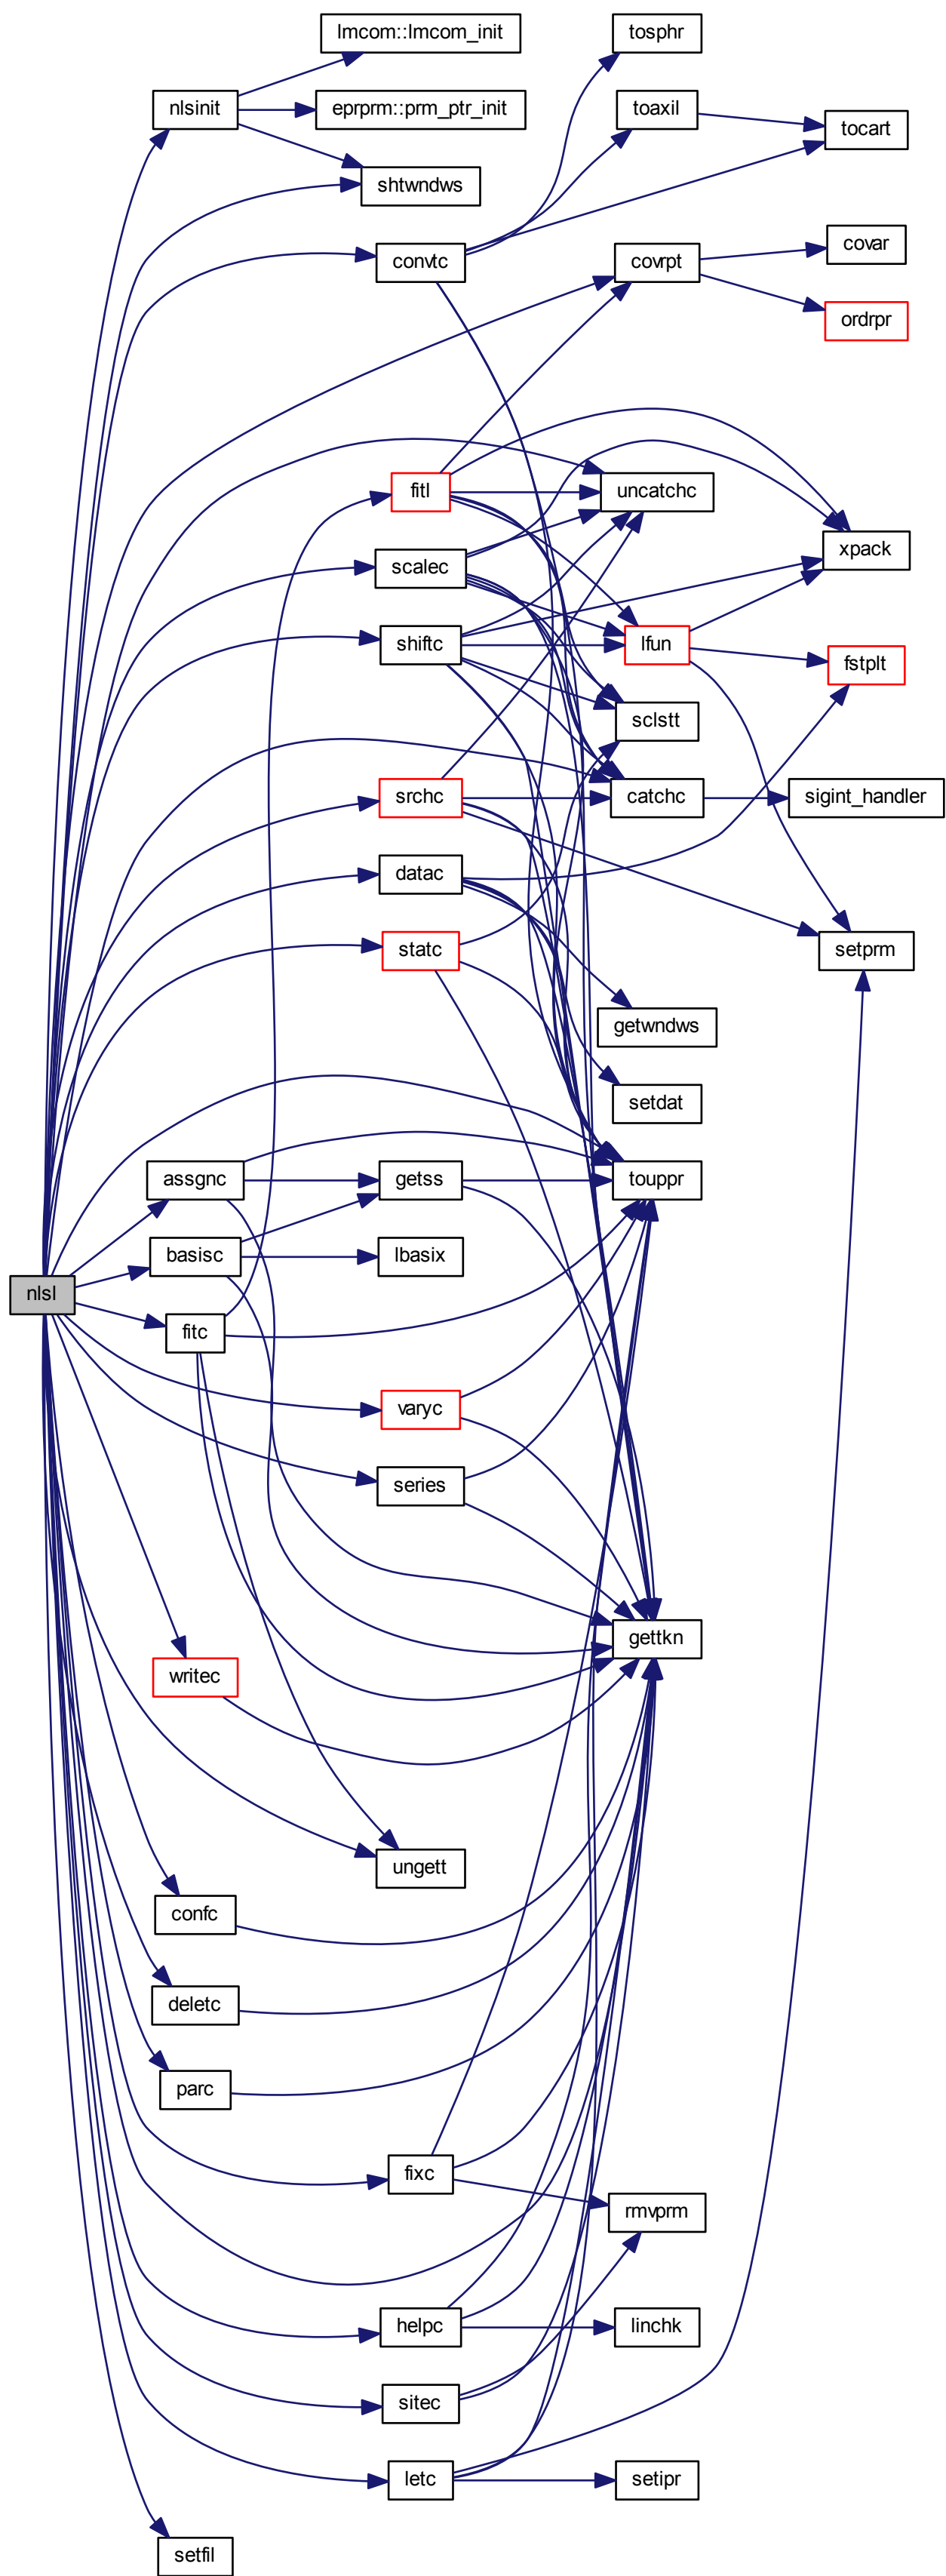 lmcom::lmcom_init
tosphr
nlsinit
eprprm::prm_ptr_init
toaxil
tocart
shtwndws
convtc
covrpt
covar
ordrpr
fitl
uncatchc
xpack
scalec
shiftc
lfun
fstplt
sclstt
srchc
catchc
sigint_handler
datac
statc
setprm
getwndws
setdat
assgnc
getss
touppr
basisc
lbasix
nlsl
fitc
varyc
series
gettkn
writec
ungett
confc
deletc
parc
fixc
rmvprm
helpc
linchk
sitec
letc
setipr
setfil